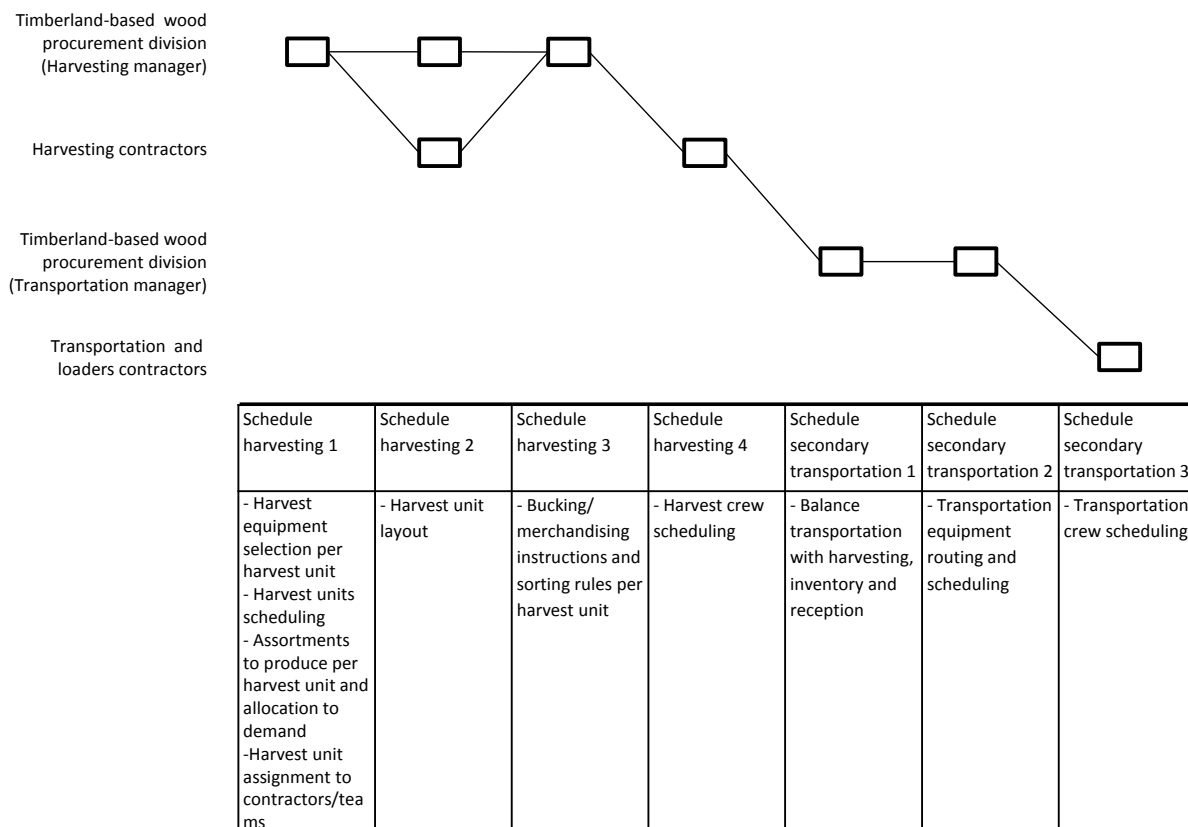 Timberland-based wood
procurement division
(Harvesting manager)
Harvesting contractors
Timberland-based wood
procurement division
(Transportation manager)
Transportation and
loaders contractors
Schedule
harvesting 1
Schedule
harvesting 2
Schedule
harvesting 3
Schedule
harvesting 4
Schedule
secondary
transportation 1
Schedule
secondary
transportation 2
Schedule
secondary
transportation 3
- Harvest
equipment
selection per
harvest unit
- Harvest units
scheduling
- Assortments
to produce per
harvest unit and
allocation to
demand
-Harvest unit
assignment to
contractors/tea
ms
- Harvest unit
layout
- Bucking/
merchandising
instructions and
sorting rules per
harvest unit
- Harvest crew
scheduling
- Balance
transportation
with harvesting,
inventory and
reception
- Transportation
equipment
routing and
scheduling
- Transportation
crew scheduling